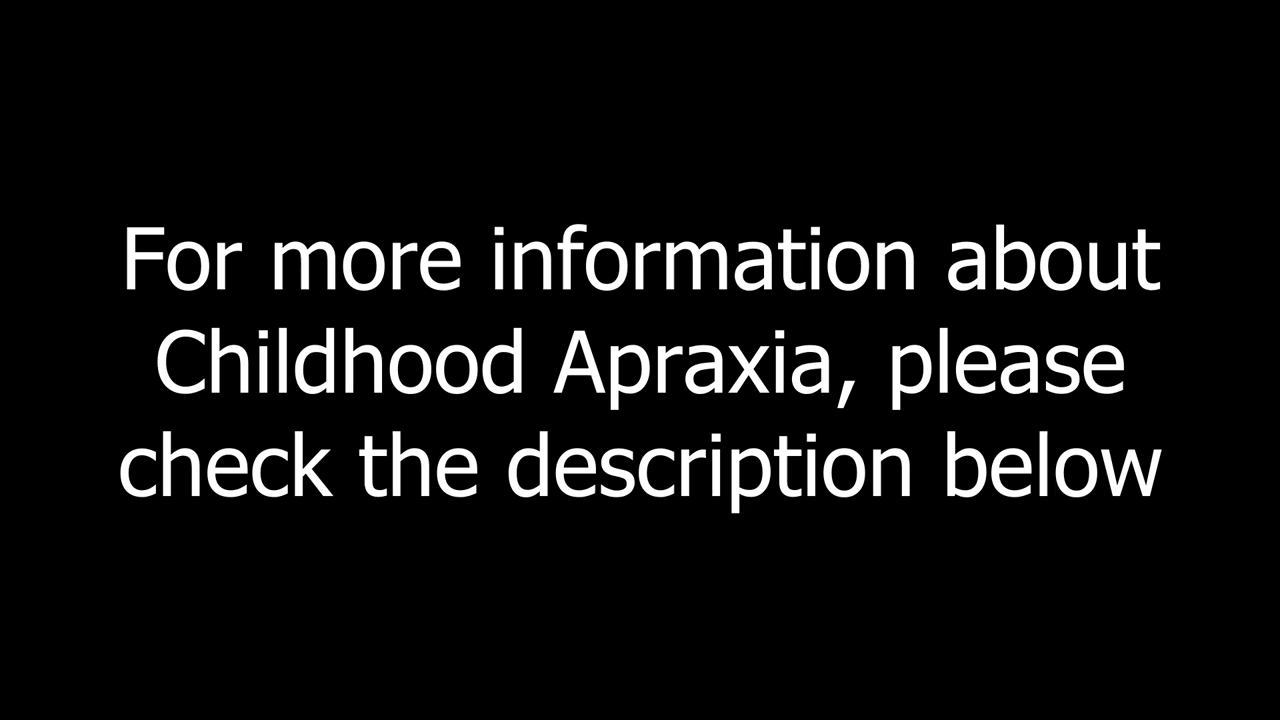 For more information about
Childhood Apraxia, please
check the description below